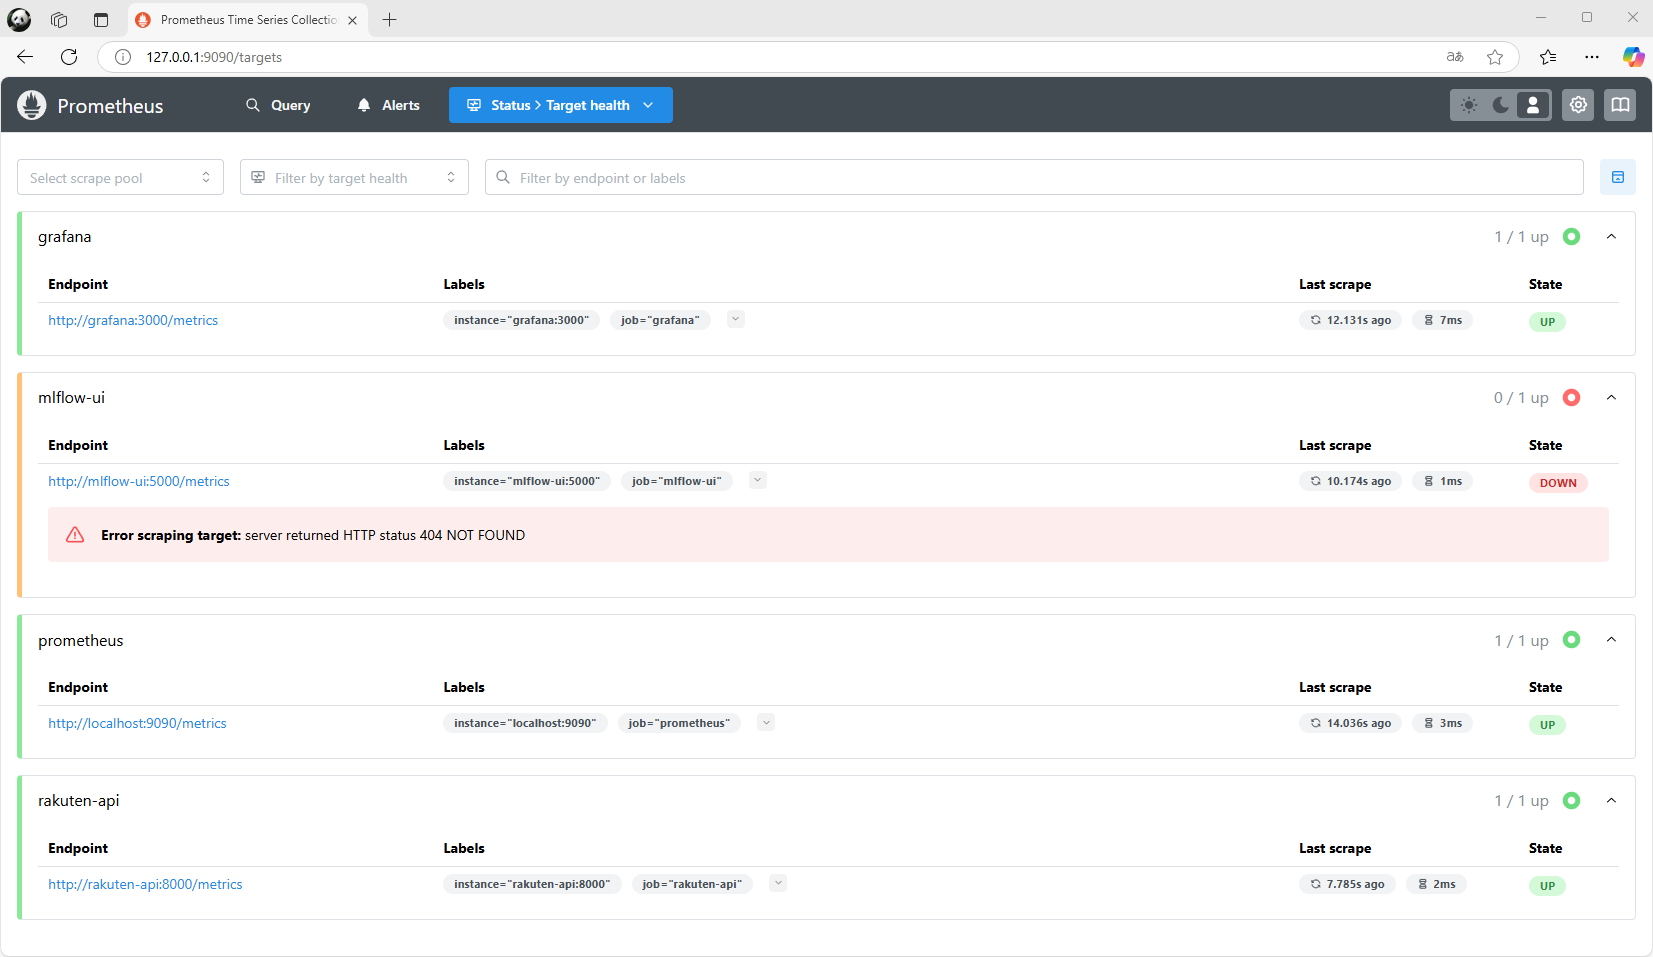 Prometheus Time Series Collectio
127.0.0.1:9090/targets
aあ
Prometheus
Query
Alerts
Status > Target health
Select scrape pool
Filter by target health
Filter by endpoint or labels
grafana
1 / 1 up
Endpoint Labels Last scrape State
http://grafana:3000/metrics instance="grafana:3000" job="grafana" 12.131s ago 7ms UP
mlflow-ui
0 / 1 up
Endpoint Labels Last scrape State
http://mlflow-ui:5000/metrics instance="mlflow-ui:5000" job="mlflow-ui" 10.174s ago 1ms DOWN
Error scraping target: server returned HTTP status 404 NOT FOUND
prometheus
1 / 1 up
Endpoint Labels Last scrape State
http://localhost:9090/metrics instance="localhost:9090" job="prometheus" 14.036s ago 3ms UP
rakuten-api
1 / 1 up
Endpoint Labels Last scrape State
http://rakuten-api:8000/metrics instance="rakuten-api:8000" job="rakuten-api" 7.785s ago 2ms UP